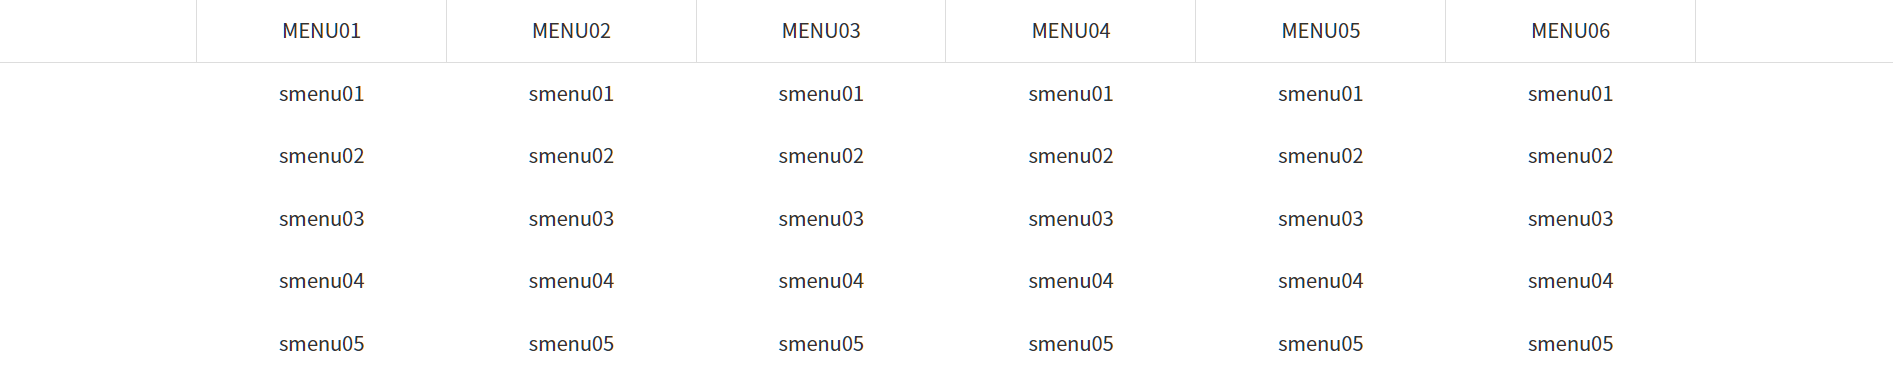 MENU01 MENU02 MENU03 MENU04 MENU05 MENU06
smenu01 smenu01 smenu01 smenu01 smenu01 smenu01
smenu02 smenu02 smenu02 smenu02 smenu02 smenu02
smenu03 smenu03 smenu03 smenu03 smenu03 smenu03
smenu04 smenu04 smenu04 smenu04 smenu04 smenu04
smenu05 smenu05 smenu05 smenu05 smenu05 smenu05